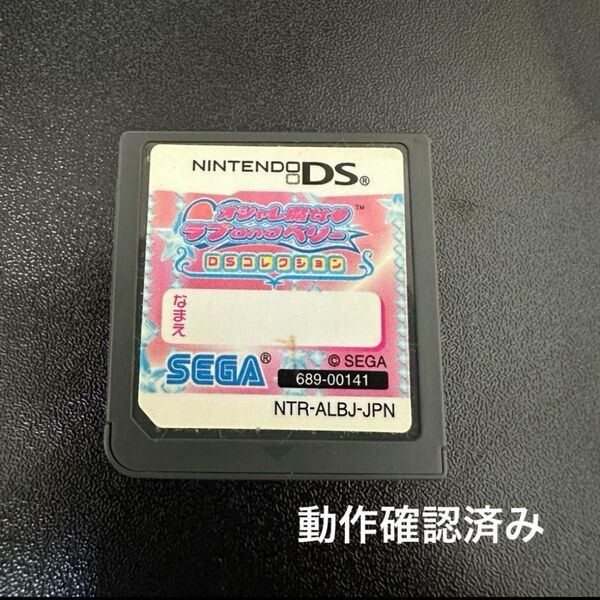 NINTENDO DS®
オシャレ魔女♥™
ラブandベリー
DSコレクション
なまえ
SEGA®
© SEGA
689-00141
NTR-ALBJ-JPN
動作確認済み